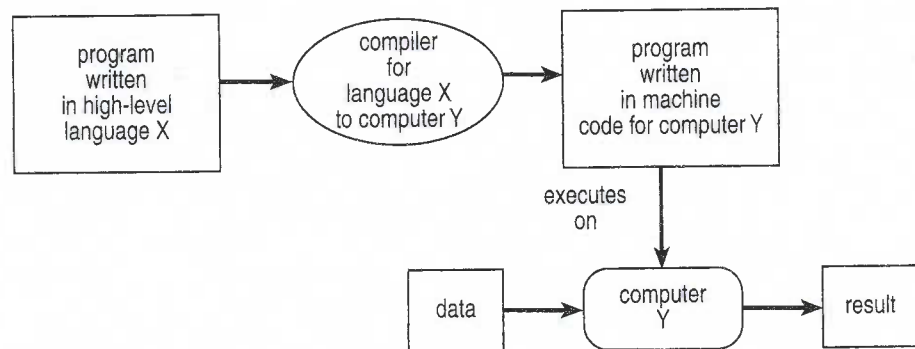 program
written
in high-level
language X
compiler
for
language X
to computer Y
program
written
in machine
code for computer Y
executes
on
data
computer
Y
result